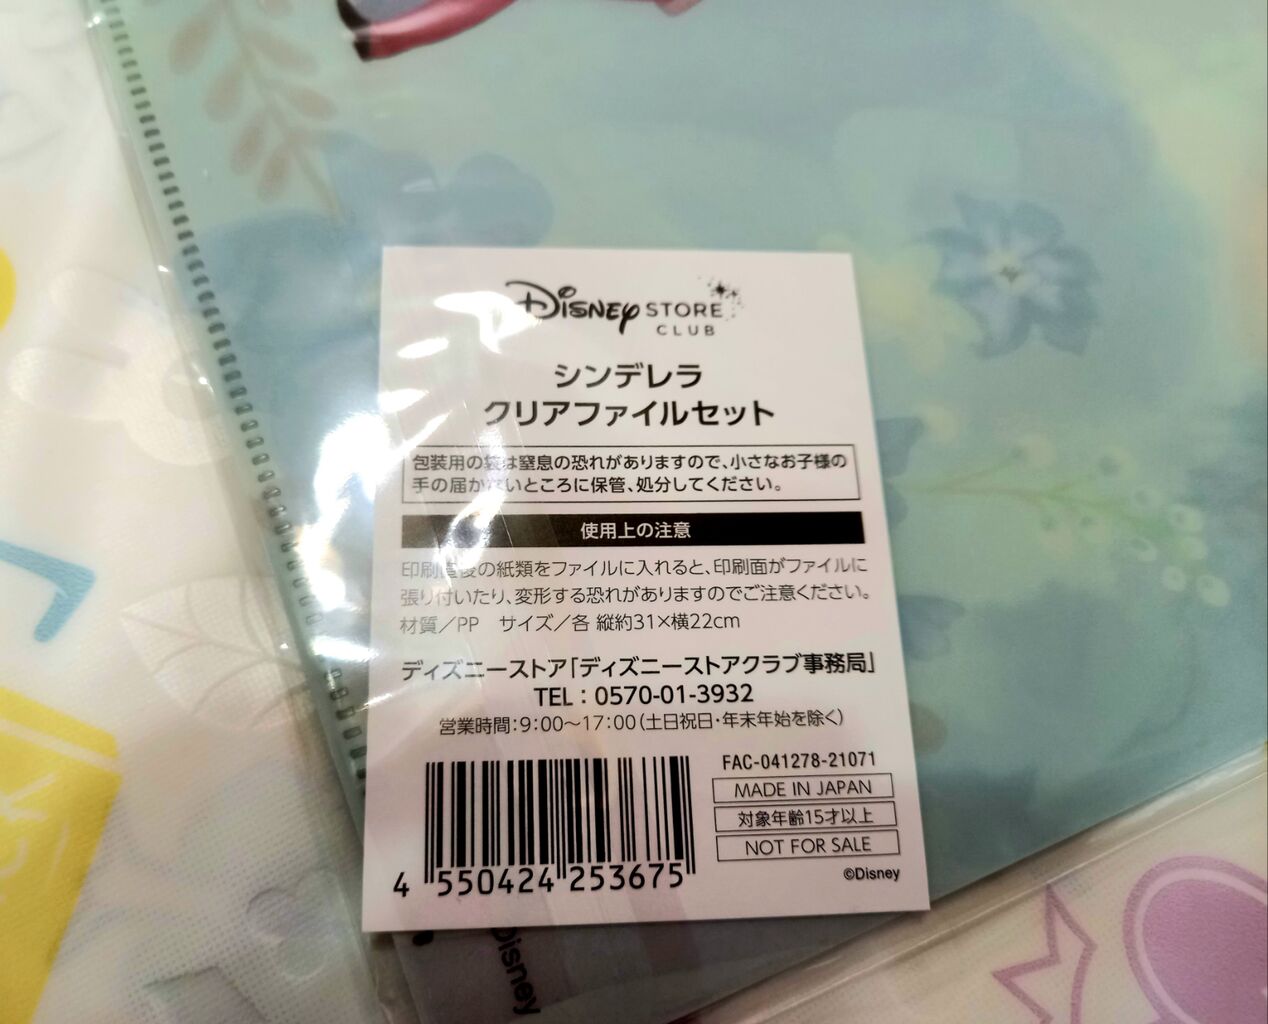 Disney STORE
CLUB
シンデレラ
クリアファイルセット
包装用の袋は窒息の恐れがありますので、小さなお子様の
手の届かないところに保管、処分してください。
使用上の注意
印刷直後の紙類をファイルに入れると、印刷面がファイルに
張り付いたり、変形する恐れがありますのでご注意ください。
材質／PP サイズ／各 縦約31×横22cm
ディズニーストア「ディズニーストアクラブ事務局」
TEL：0570-01-3932
営業時間：9:00〜17:00（土日祝日・年末年始を除く）
FAC-041278-21071
MADE IN JAPAN
対象年齢15才以上
NOT FOR SALE
©Disney
4 550424 253675
Disney